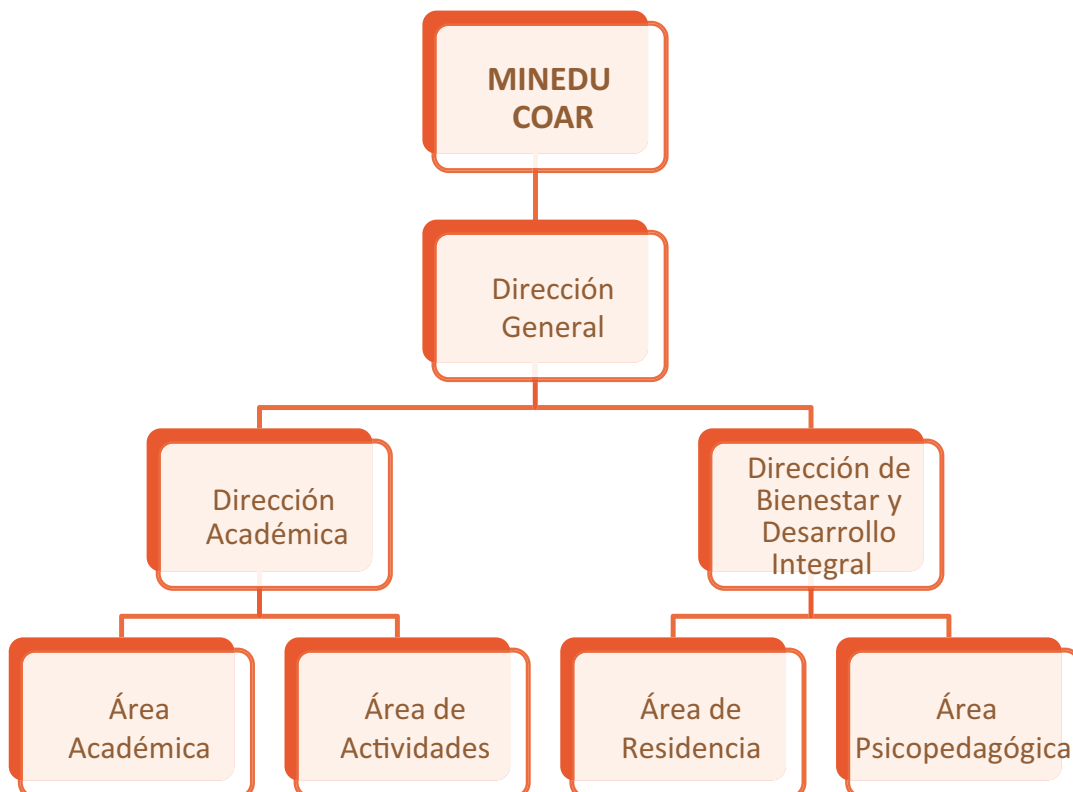 MINEDU
COAR
Dirección
General
Dirección
Académica
Dirección de
Bienestar y
Desarrollo
Integral
Área
Académica
Área de
Actividades
Área de
Residencia
Área
Psicopedagógica